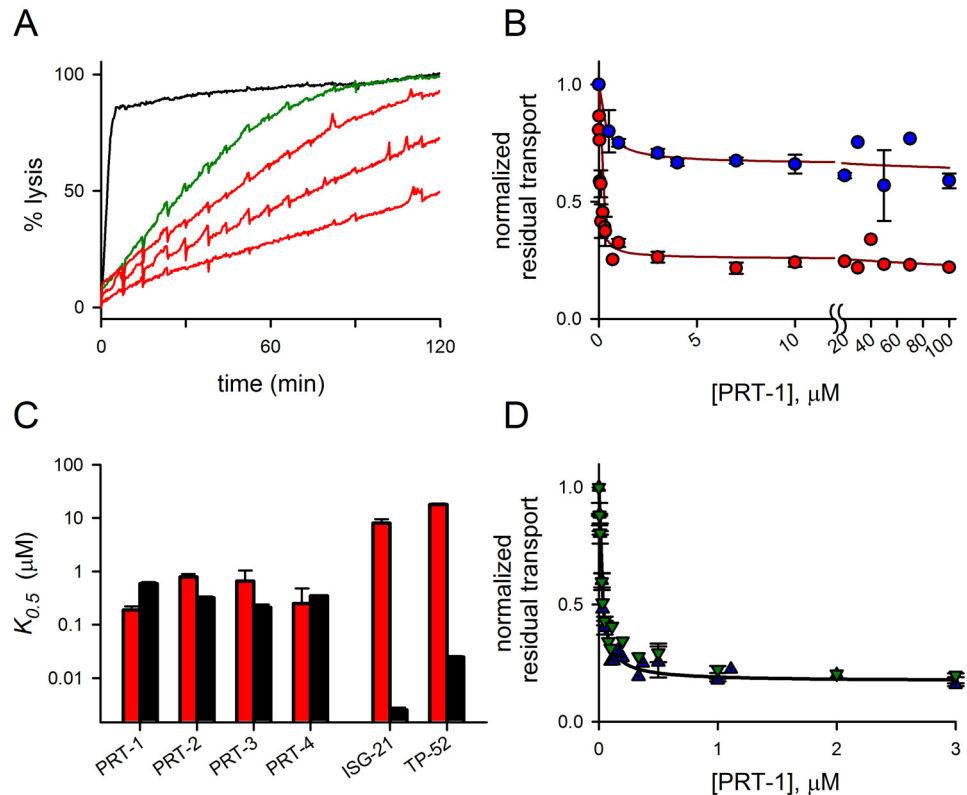 A
100
50
0
% lysis
0
60
120
time (min)
B
1.0
0.5
0.0
normalized
residual transport
0
5
10
20
40
60
80
100
[PRT-1], μM
C
100
10
1
0.1
0.01
K0.5 (μM)
PRT-1
PRT-2
PRT-3
PRT-4
ISG-21
TP-52
D
1.0
0.5
0.0
normalized
residual transport
0
1
2
3
[PRT-1], μM